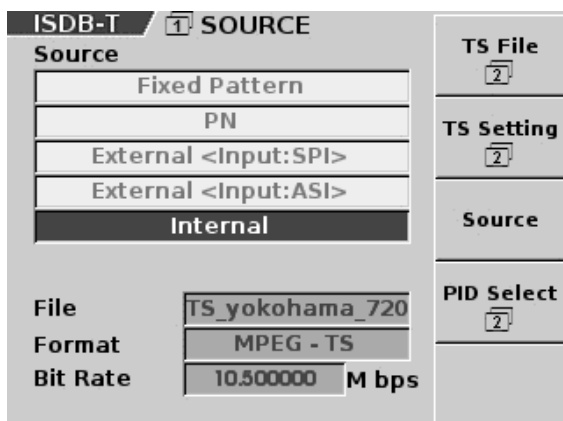 ISDB-T / 1 SOURCE
Source
Fixed Pattern
PN
External <Input:SPI>
External <Input:ASI>
Internal
File TS_yokohama_720
Format MPEG - TS
Bit Rate 10.500000 M bps
TS File
2
TS Setting
2
Source
PID Select
2